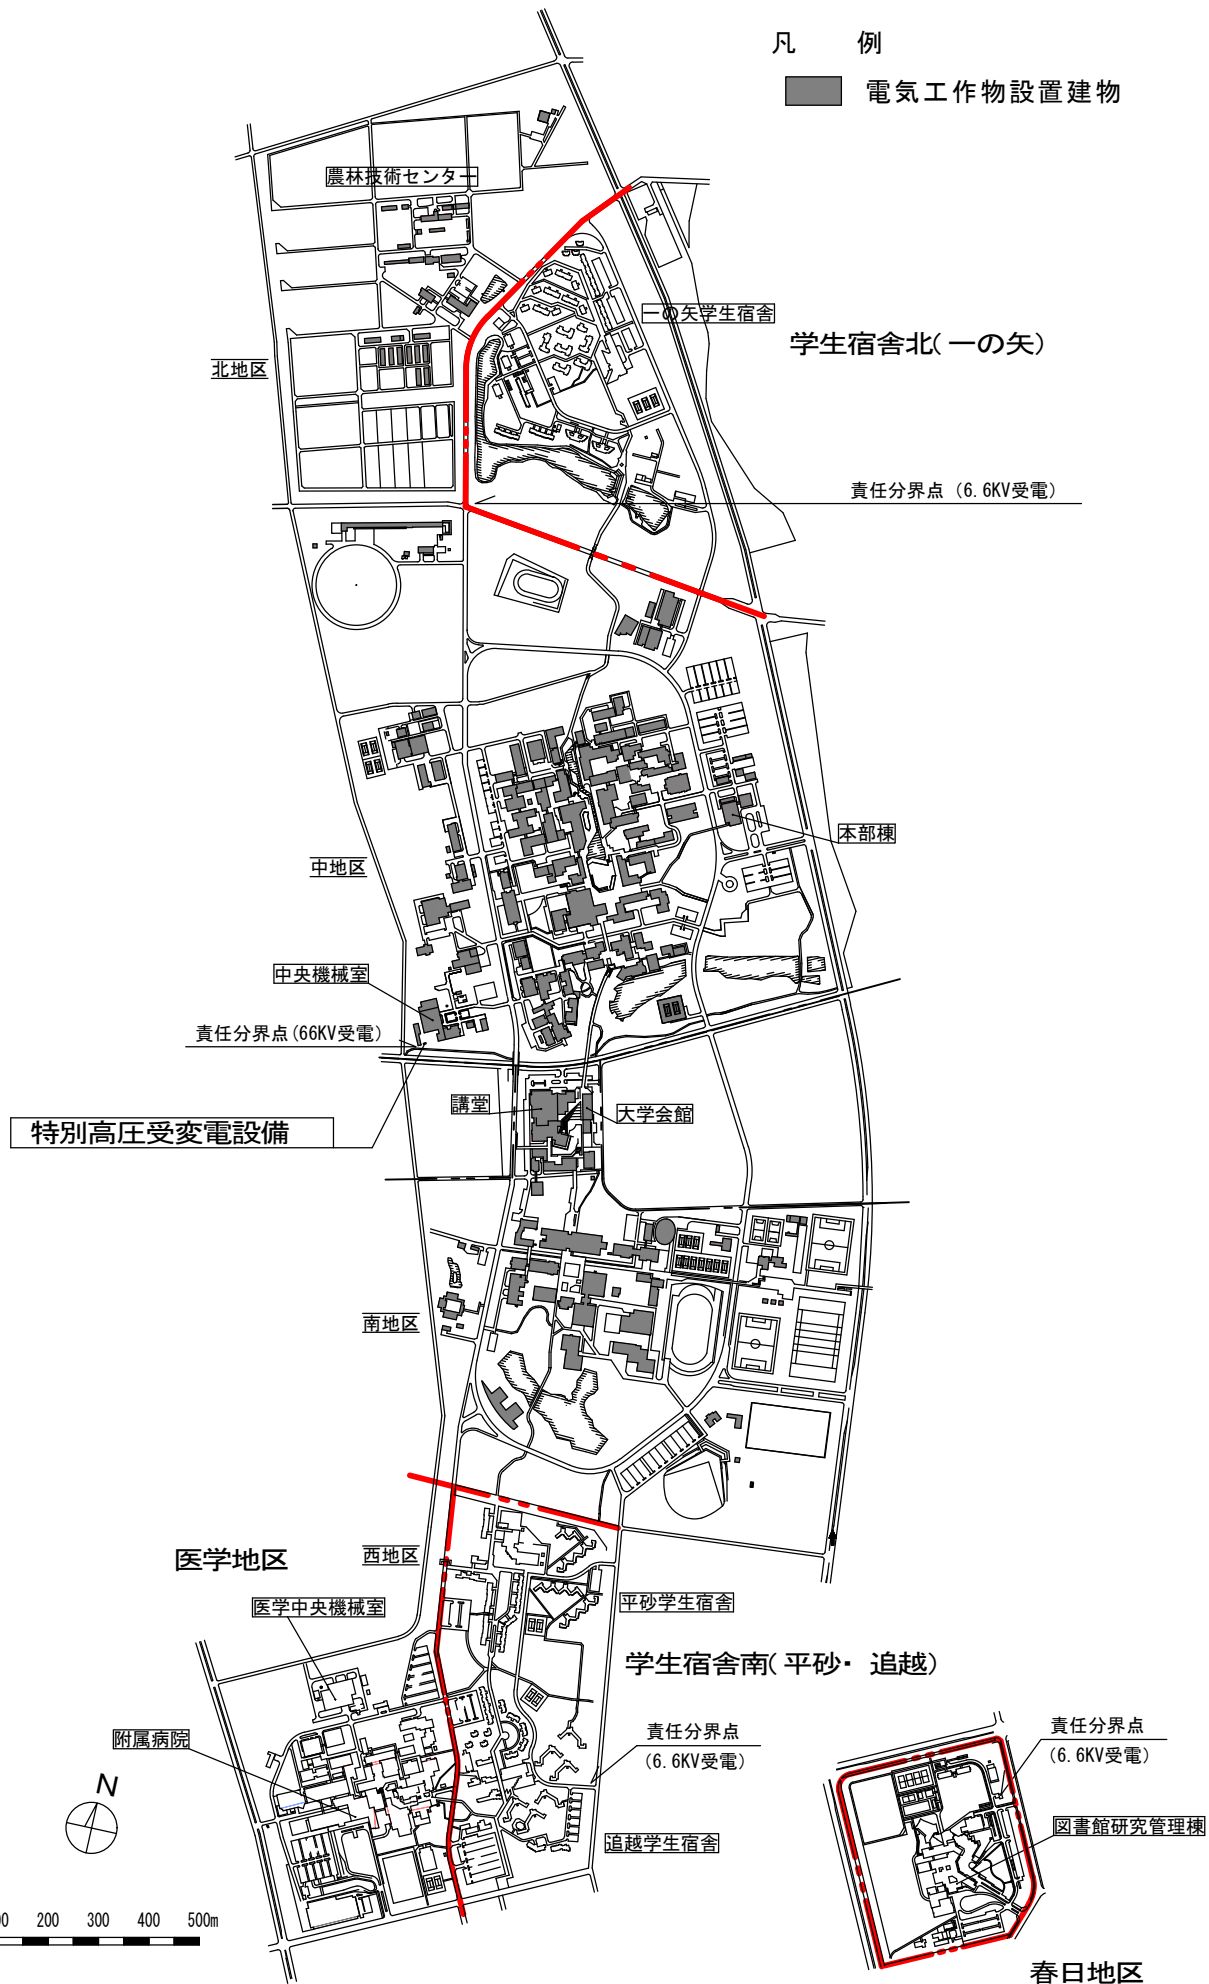 凡 例
電気工作物設置建物
農林技術センター
一の矢学生宿舎
学生宿舎北(一の矢)
北地区
責任分界点 (6.6KV受電)
本部棟
中地区
中央機械室
責任分界点(66KV受電)
講堂
大学会館
特別高圧受変電設備
南地区
医学地区
西地区
医学中央機械室
平砂学生宿舎
学生宿舎南(平砂・追越)
附属病院
責任分界点
(6.6KV受電)
責任分界点
(6.6KV受電)
N
図書館研究管理棟
追越学生宿舎
00 200 300 400 500m
春日地区